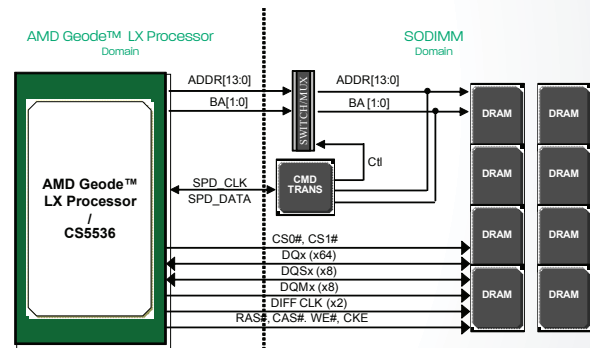 AMD Geode™ LX Processor
Domain
SODIMM
Domain
ADDR[13:0]
ADDR[13:0]
BA[1:0]
BA [1:0]
SWITCH/MUX
DRAM
DRAM
Ctl
AMD Geode™
LX Processor
/
CS5536
SPD_CLK
SPD_DATA
CMD
TRANS
DRAM
DRAM
CS0#, CS1#
DQx (x64)
DQSx (x8)
DQMx (x8)
DIFF CLK (x2)
RAS#, CAS#. WE#, CKE
DRAM
DRAM
DRAM
DRAM